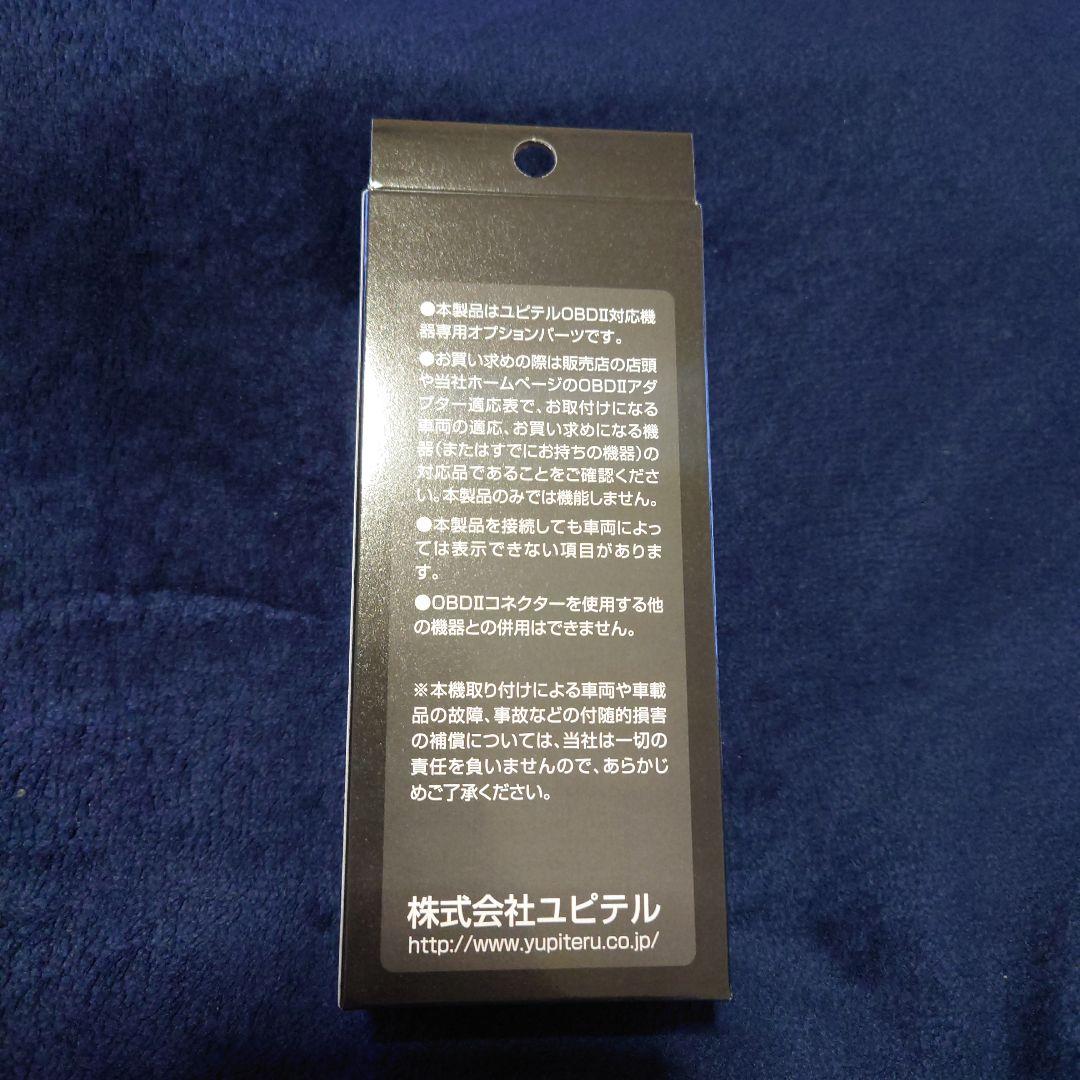 ●本製品はユピテルOBDⅡ対応機
器専用オプションパーツです。
●お買い求めの際は販売店の店頭
や当社ホームページのOBDⅡアダ
プター適応表で、お取付けになる
車両の適応、お買い求めになる機
器(またはすでにお持ちの機器)の
対応品であることをご確認くださ
い。本製品のみでは機能しません。
●本製品を接続しても車両によっ
ては表示できない項目がありま
す。
●OBDⅡコネクターを使用する他
の機器との併用はできません。
※本機取り付けによる車両や車載
品の故障、事故などの付随的損害
の補償については、当社は一切の
責任を負いませんので、あらかじ
めご了承ください。
株式会社ユピテル
http://www.yupiteru.co.jp/